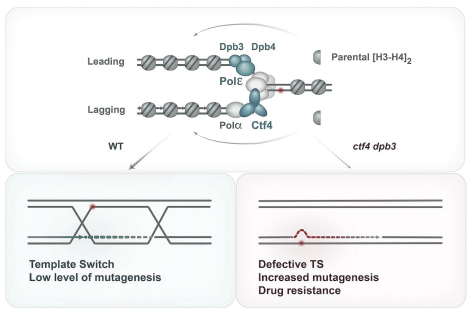 Dpb3 Dpb4
Leading
Parental [H3-H4]2
Polε
Lagging
Polα Ctf4
WT
ctf4 dpb3
Template Switch
Low level of mutagenesis
Defective TS
Increased mutagenesis
Drug resistance